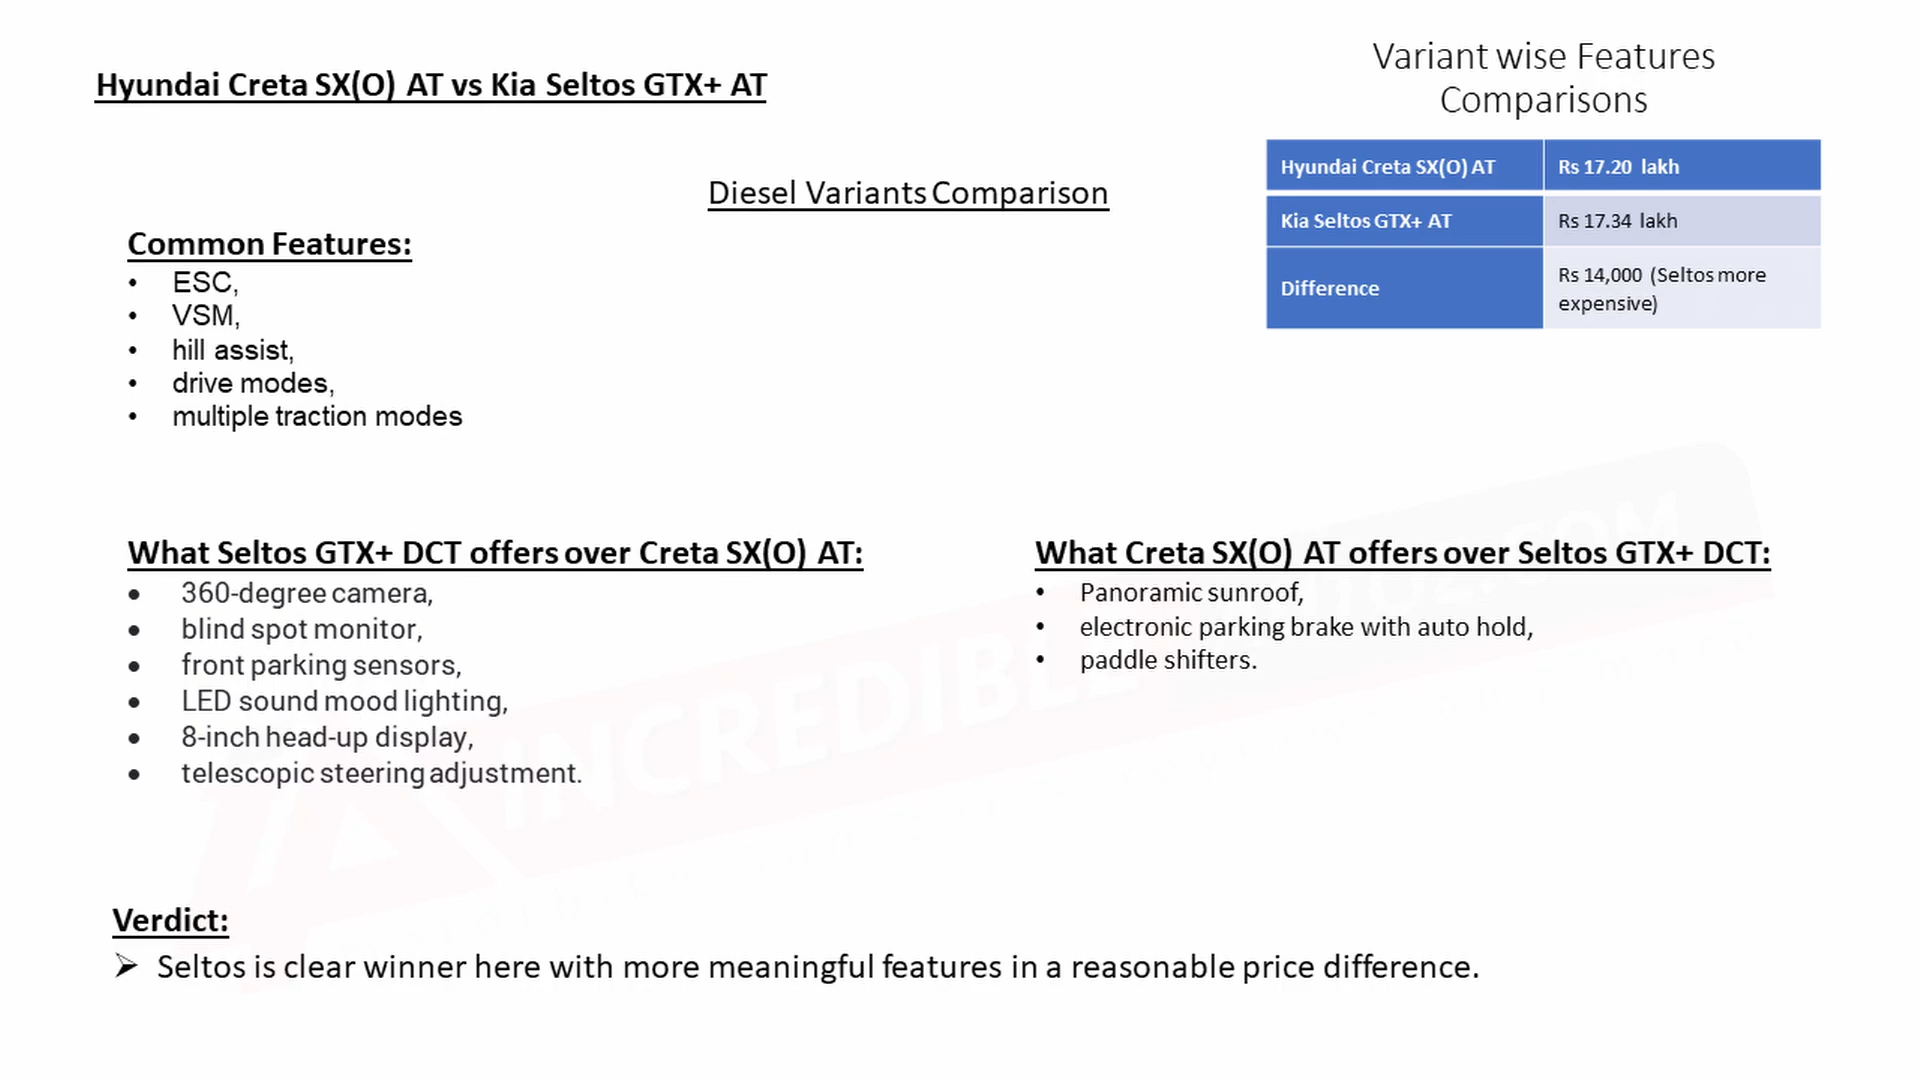 Hyundai Creta SX(O) AT vs Kia Seltos GTX+ AT
Variant wise Features
Comparisons
Hyundai Creta SX(O) AT Rs 17.20 lakh
Kia Seltos GTX+ AT Rs 17.34 lakh
Difference Rs 14,000 (Seltos more
expensive)
Diesel Variants Comparison
Common Features:
• ESC,
• VSM,
• hill assist,
• drive modes,
• multiple traction modes
What Seltos GTX+ DCT offers over Creta SX(O) AT:
• 360-degree camera,
• blind spot monitor,
• front parking sensors,
• LED sound mood lighting,
• 8-inch head-up display,
• telescopic steering adjustment.
What Creta SX(O) AT offers over Seltos GTX+ DCT:
• Panoramic sunroof,
• electronic parking brake with auto hold,
• paddle shifters.
INCREDIBLE
Verdict:
➢ Seltos is clear winner here with more meaningful features in a reasonable price difference.